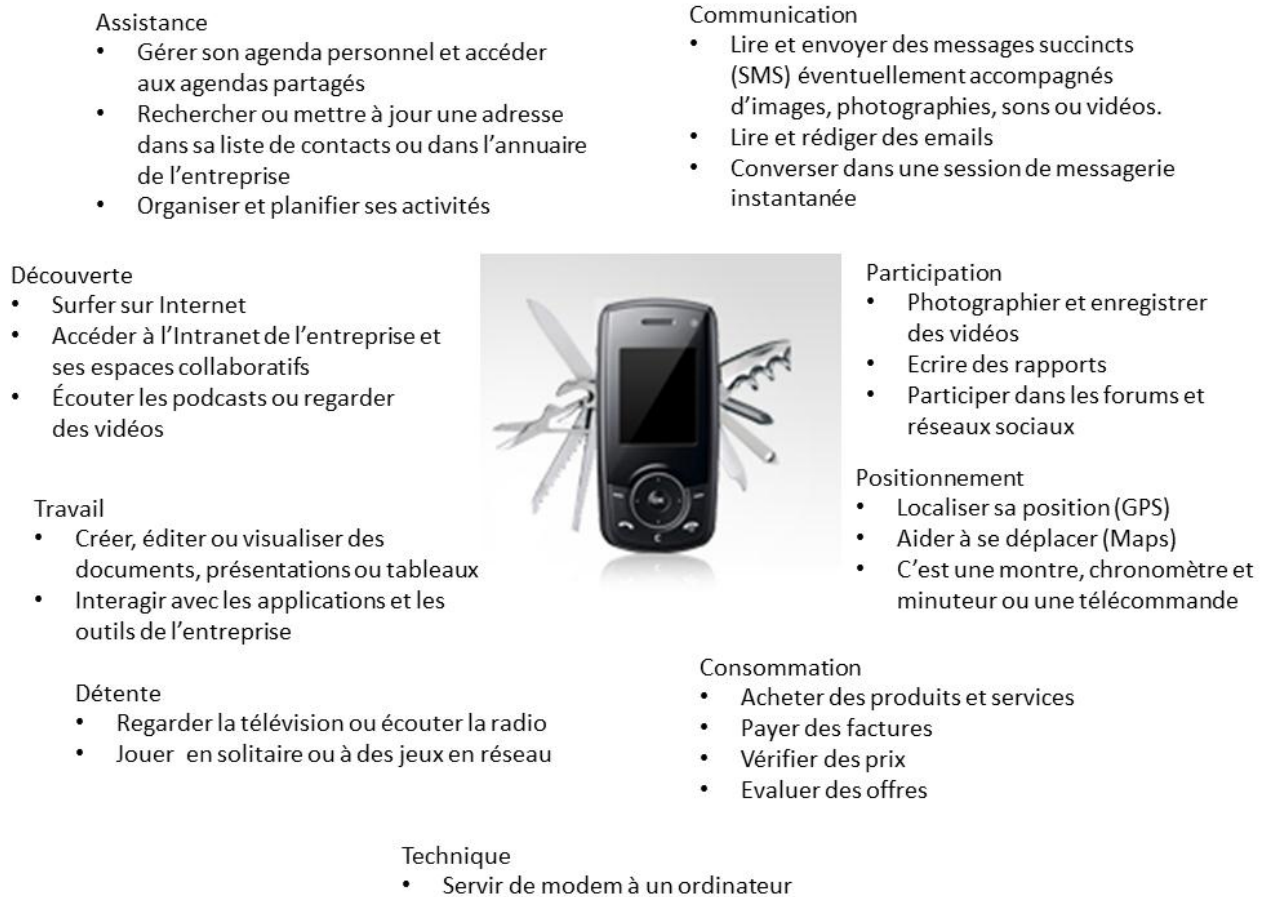 Assistance
• Gérer son agenda personnel et accéder
aux agendas partagés
• Rechercher ou mettre à jour une adresse
dans sa liste de contacts ou dans l’annuaire
de l’entreprise
• Organiser et planifier ses activités
Communication
• Lire et envoyer des messages succincts
(SMS) éventuellement accompagnés
d’images, photographies, sons ou vidéos.
• Lire et rédiger des emails
• Converser dans une session de messagerie
instantanée
Découverte
• Surfer sur Internet
• Accéder à l’Intranet de l’entreprise et
ses espaces collaboratifs
• Écouter les podcasts ou regarder
des vidéos
Participation
• Photographier et enregistrer
des vidéos
• Ecrire des rapports
• Participer dans les forums et
réseaux sociaux
Travail
• Créer, éditer ou visualiser des
documents, présentations ou tableaux
• Interagir avec les applications et les
outils de l’entreprise
Positionnement
• Localiser sa position (GPS)
• Aider à se déplacer (Maps)
• C’est une montre, chronomètre et
minuteur ou une télécommande
Détente
• Regarder la télévision ou écouter la radio
• Jouer en solitaire ou à des jeux en réseau
Consommation
• Acheter des produits et services
• Payer des factures
• Vérifier des prix
• Evaluer des offres
Technique
• Servir de modem à un ordinateur